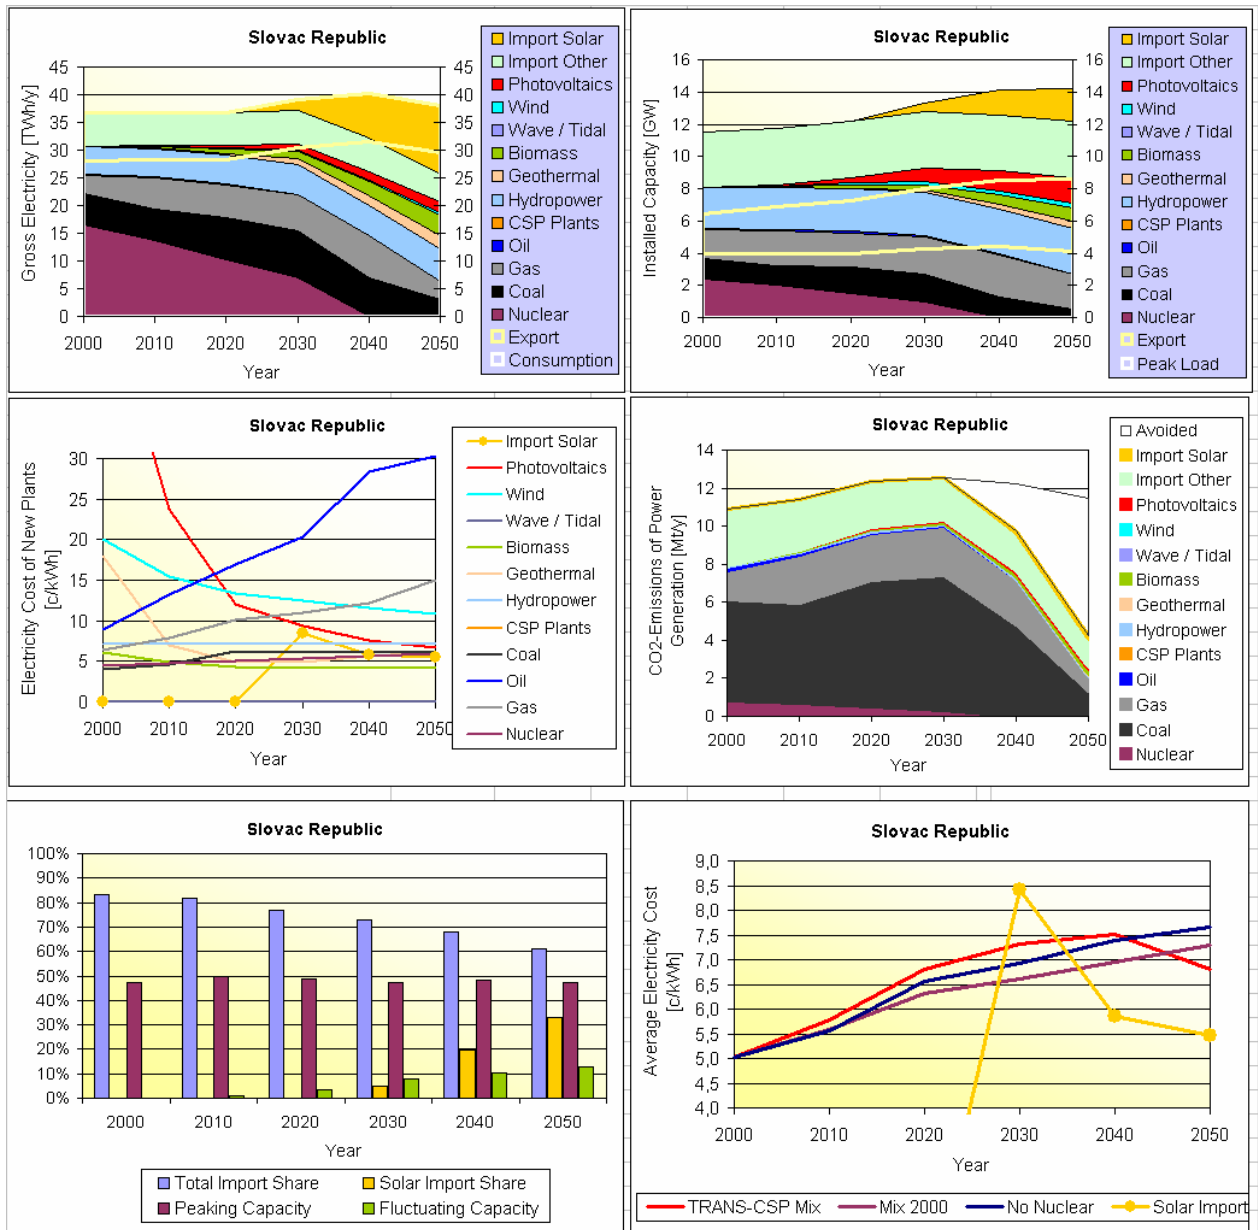 Slovac Republic
Gross Electricity [TWh/y]
45
40
35
30
25
20
15
10
5
0
45
40
35
30
25
20
15
10
5
0
2000 2010 2020 2030 2040 2050
Year
Import Solar
Import Other
Photovoltaics
Wind
Wave / Tidal
Biomass
Geothermal
Hydropower
CSP Plants
Oil
Gas
Coal
Nuclear
Export
Consumption
Slovac Republic
Installed Capacity [GW]
16
14
12
10
8
6
4
2
0
16
14
12
10
8
6
4
2
0
2000 2010 2020 2030 2040 2050
Year
Import Solar
Import Other
Photovoltaics
Wind
Wave / Tidal
Biomass
Geothermal
Hydropower
CSP Plants
Oil
Gas
Coal
Nuclear
Export
Peak Load
Slovac Republic
Electricity Cost of New Plants
[c/kWh]
30
25
20
15
10
5
0
2000 2010 2020 2030 2040 2050
Year
Import Solar
Photovoltaics
Wind
Wave / Tidal
Biomass
Geothermal
Hydropower
CSP Plants
Coal
Oil
Gas
Nuclear
Slovac Republic
CO2-Emissions of Power
Generation [Mt/y]
14
12
10
8
6
4
2
0
2000 2010 2020 2030 2040 2050
Year
Avoided
Import Solar
Import Other
Photovoltaics
Wind
Wave / Tidal
Biomass
Geothermal
Hydropower
CSP Plants
Oil
Gas
Coal
Nuclear
Slovac Republic
100%
90%
80%
70%
60%
50%
40%
30%
20%
10%
0%
2000 2010 2020 2030 2040 2050
Year
Total Import Share Solar Import Share
Peaking Capacity Fluctuating Capacity
Slovac Republic
Average Electricity Cost
[c/kWh]
9,0
8,5
8,0
7,5
7,0
6,5
6,0
5,5
5,0
4,5
4,0
2000 2010 2020 2030 2040 2050
Year
TRANS-CSP Mix Mix 2000 No Nuclear Solar Import